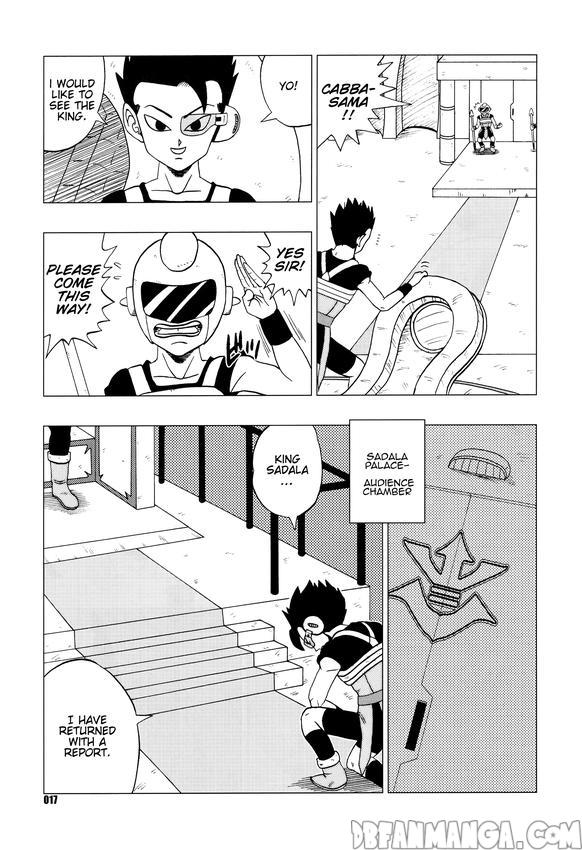 CABBA-
SAMA
!!
YO!
I WOULD
LIKE TO
SEE THE
KING.
YES
SIR!
PLEASE
COME
THIS
WAY!
SADALA
PALACE-
AUDIENCE
CHAMBER
KING
SADALA
...
I HAVE
RETURNED
WITH A
REPORT.
017
DBFANMANGA.COM